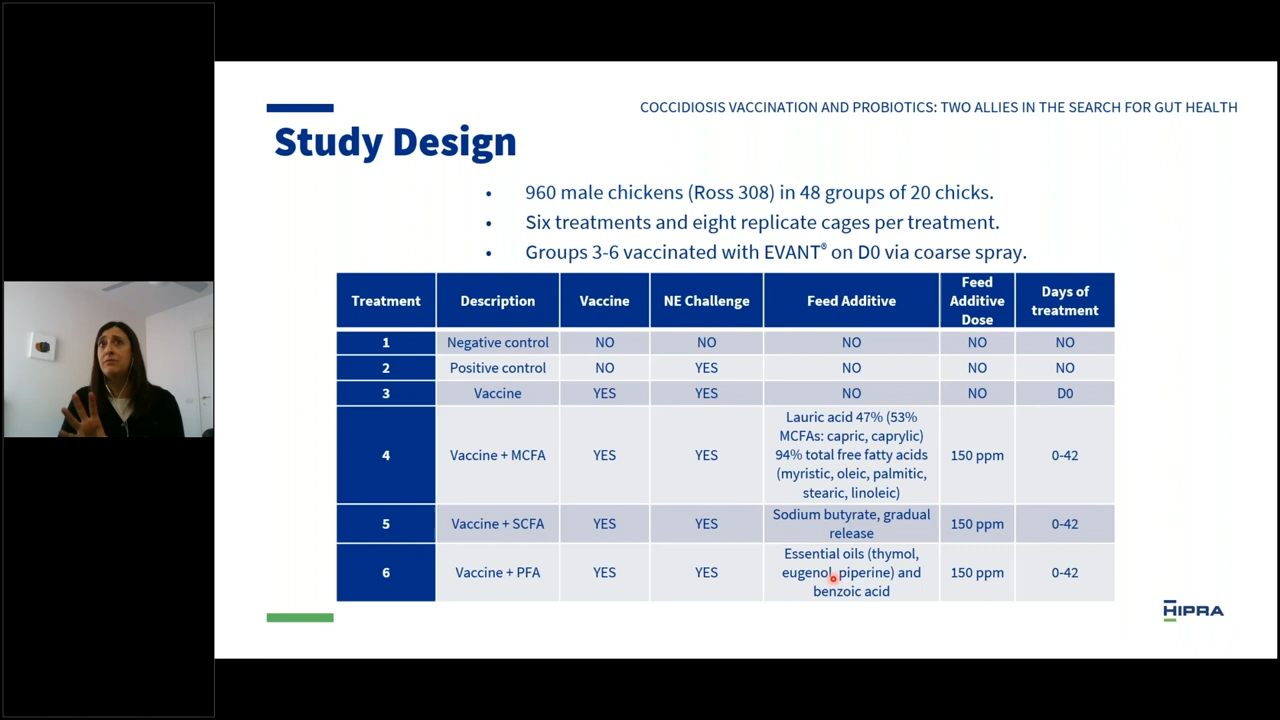 COCCIDIOSIS VACCINATION AND PROBIOTICS: TWO ALLIES IN THE SEARCH FOR GUT HEALTH
Study Design
• 960 male chickens (Ross 308) in 48 groups of 20 chicks.
• Six treatments and eight replicate cages per treatment.
• Groups 3-6 vaccinated with EVANT® on D0 via coarse spray.
Treatment Description Vaccine NE Challenge Feed Additive Feed Additive Dose Days of treatment
1 Negative control NO NO NO NO NO
2 Positive control NO YES NO NO NO
3 Vaccine YES YES NO NO D0
4 Vaccine + MCFA YES YES Lauric acid 47% (53% MCFAs: capric, caprylic) 94% total free fatty acids (myristic, oleic, palmitic, stearic, linoleic) 150 ppm 0-42
5 Vaccine + SCFA YES YES Sodium butyrate, gradual release 150 ppm 0-42
6 Vaccine + PFA YES YES Essential oils (thymol, eugenol, piperine) and benzoic acid 150 ppm 0-42
HIPRA